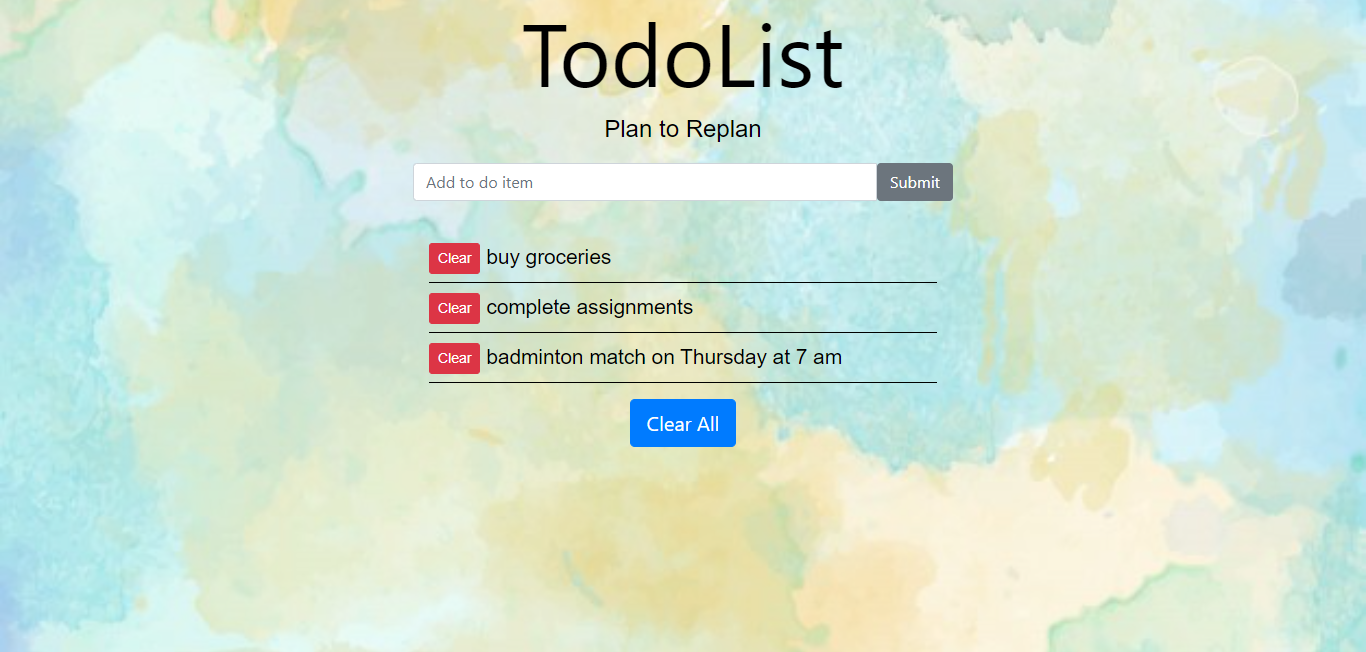 TodoList
Plan to Replan
Add to do item Submit
Clear buy groceries
Clear complete assignments
Clear badminton match on Thursday at 7 am
Clear All